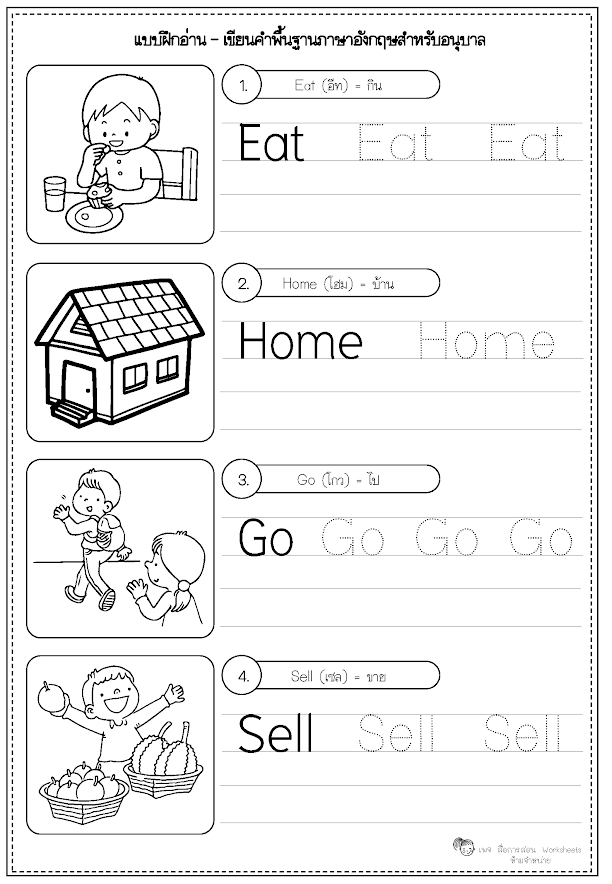 แบบฝึกอ่าน – เขียนคำพื้นฐานภาษาอังกฤษสำหรับอนุบาล
1. Eat (อีท) = กิน
Eat Eat Eat
2. Home (โฮม) = บ้าน
Home Home
3. Go (โกว) = ไป
Go Go Go Go
4. Sell (เซล) = ขาย
Sell Sell Sell
เพจ สื่อการสอน Worksheets
ห้ามจำหน่าย